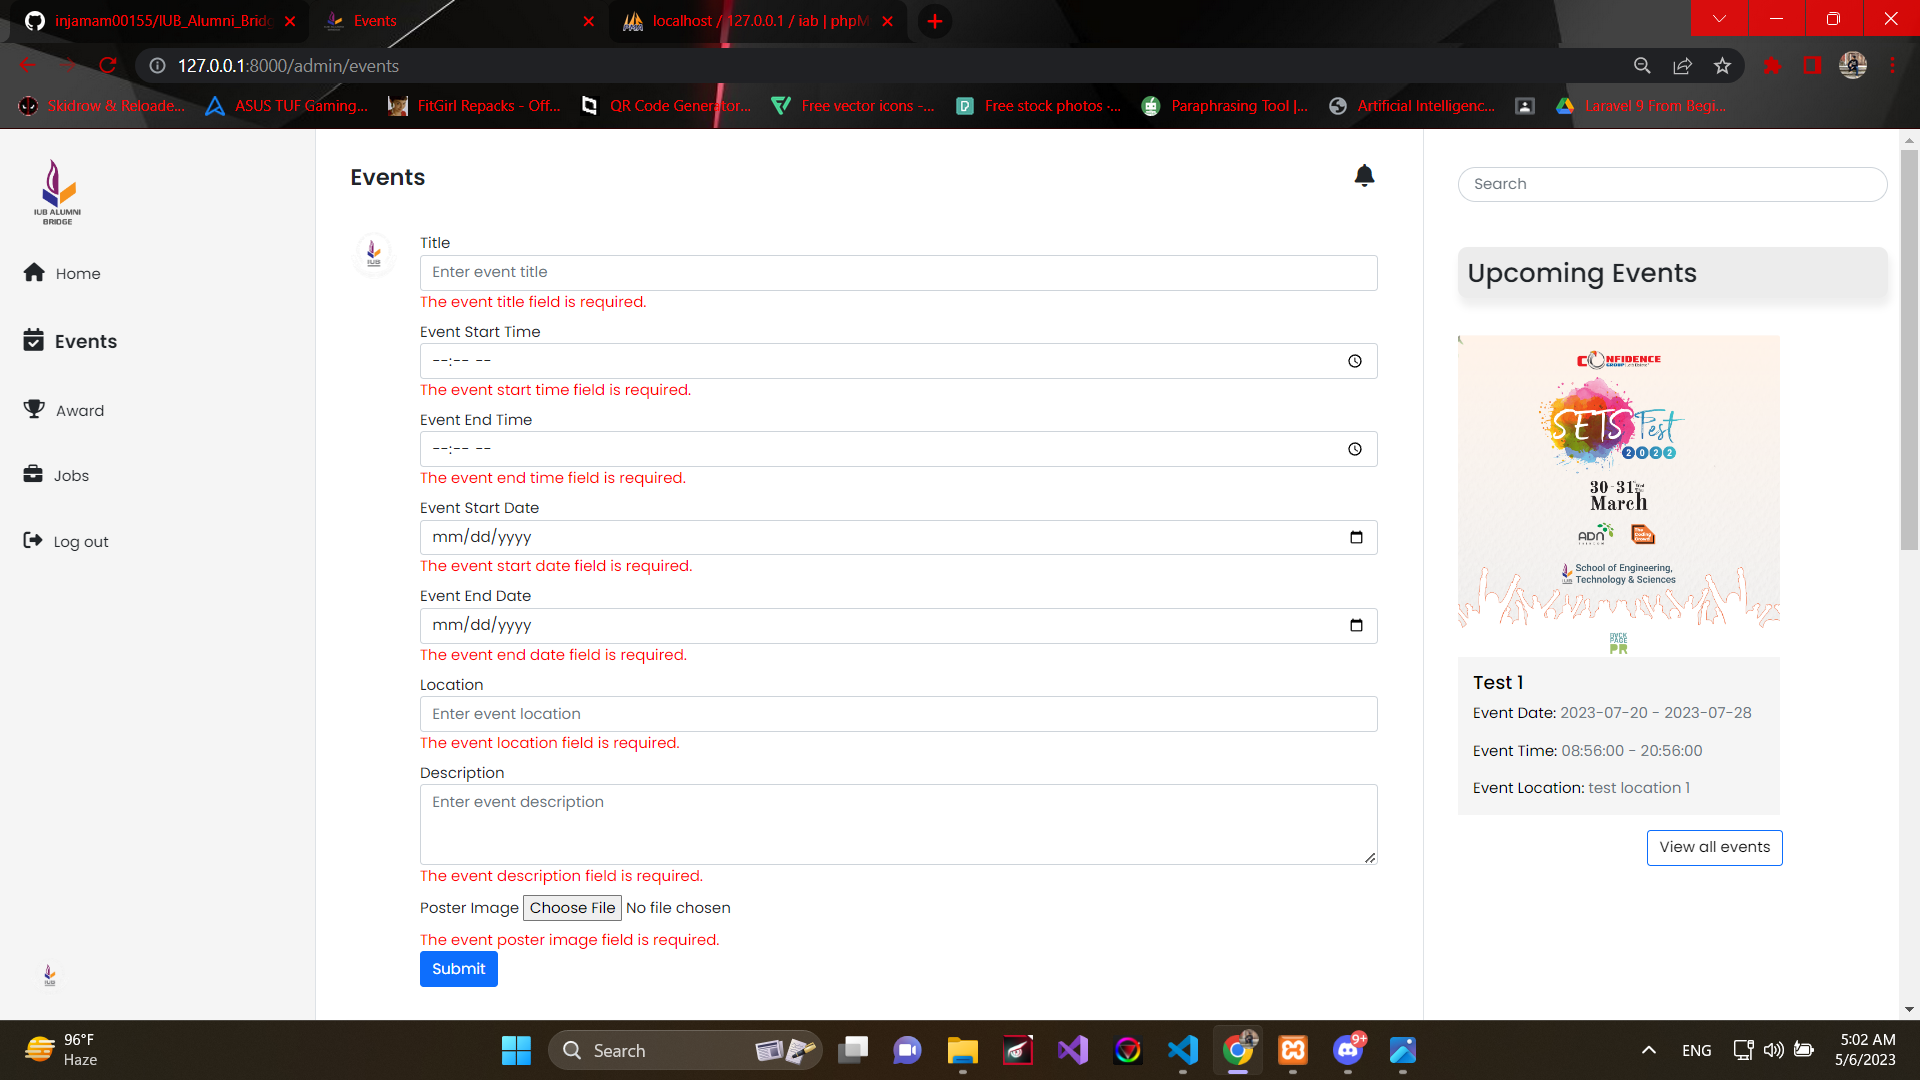 injamam00155/IUB_Alumni_Bridg
Events
localhost / 127.0.0.1 / iab | phpM
127.0.0.1:8000/admin/events
Skidrow & Reloade...
ASUS TUF Gaming...
FitGirl Repacks - Off...
QR Code Generator...
Free vector icons -...
Free stock photos -...
Paraphrasing Tool |...
Artificial Intelligenc...
Laravel 9 From Begi...
IUB ALUMNI
BRIDGE
Home
Events
Award
Jobs
Log out
IUB
Events
IUB
Title
Enter event title
The event title field is required.
Event Start Time
--:-- --
The event start time field is required.
Event End Time
--:-- --
The event end time field is required.
Event Start Date
mm/dd/yyyy
The event start date field is required.
Event End Date
mm/dd/yyyy
The event end date field is required.
Location
Enter event location
The event location field is required.
Description
Enter event description
The event description field is required.
Poster Image Choose File No file chosen
The event poster image field is required.
Submit
Search
Upcoming Events
CONFIDENCE
GROUP
SETS Fest
2022
30-31
March
ADN
School of Engineering,
Technology & Sciences
BACK
PAGE
PR
Test 1
Event Date: 2023-07-20 - 2023-07-28
Event Time: 08:56:00 - 20:56:00
Event Location: test location 1
View all events
96°F
Haze
Search
9+
ENG
5:02 AM
5/6/2023